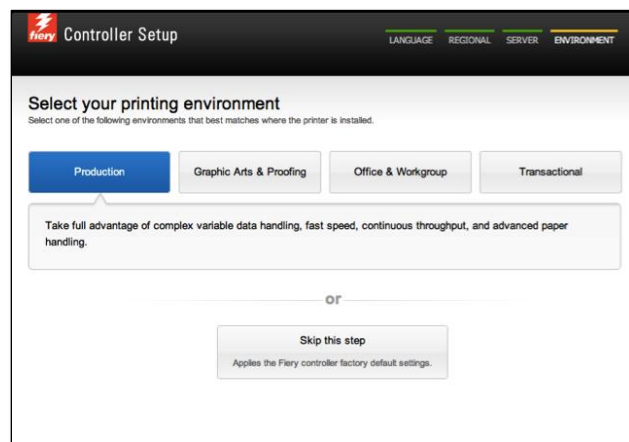 fiery Controller Setup
LANGUAGE REGIONAL SERVER ENVIRONMENT
Select your printing environment
Select one of the following environments that best matches where the printer is installed.
Production Graphic Arts & Proofing Office & Workgroup Transactional
Take full advantage of complex variable data handling, fast speed, continuous throughput, and advanced paper
handling.
or
Skip this step
Applies the Fiery controller factory default settings.